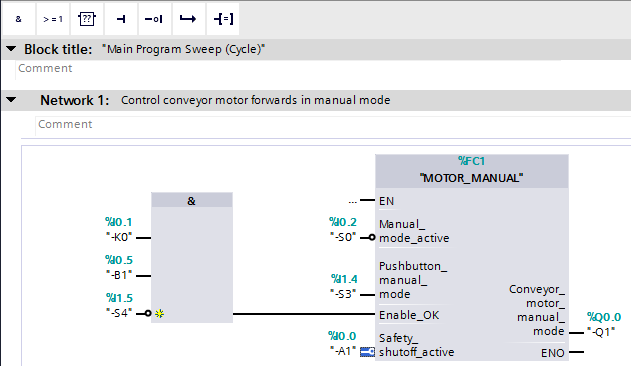 & >=1 ??
Block title: "Main Program Sweep (Cycle)"
Comment
Network 1: Control conveyor motor forwards in manual mode
Comment
%FC1
"MOTOR_MANUAL"
&
... EN
%I0.1
"-K0"
%I0.2
"-S0"
Manual_
mode_active
%I0.5
"-B1"
%I1.4
"-S3"
Pushbutton_
manual_
mode
%I1.5
"-S4"
Enable_OK
%I0.0
"-A1"
Safety_
shutoff_active
Conveyor_
motor_
manual_
mode
%Q0.0
"-Q1"
ENO